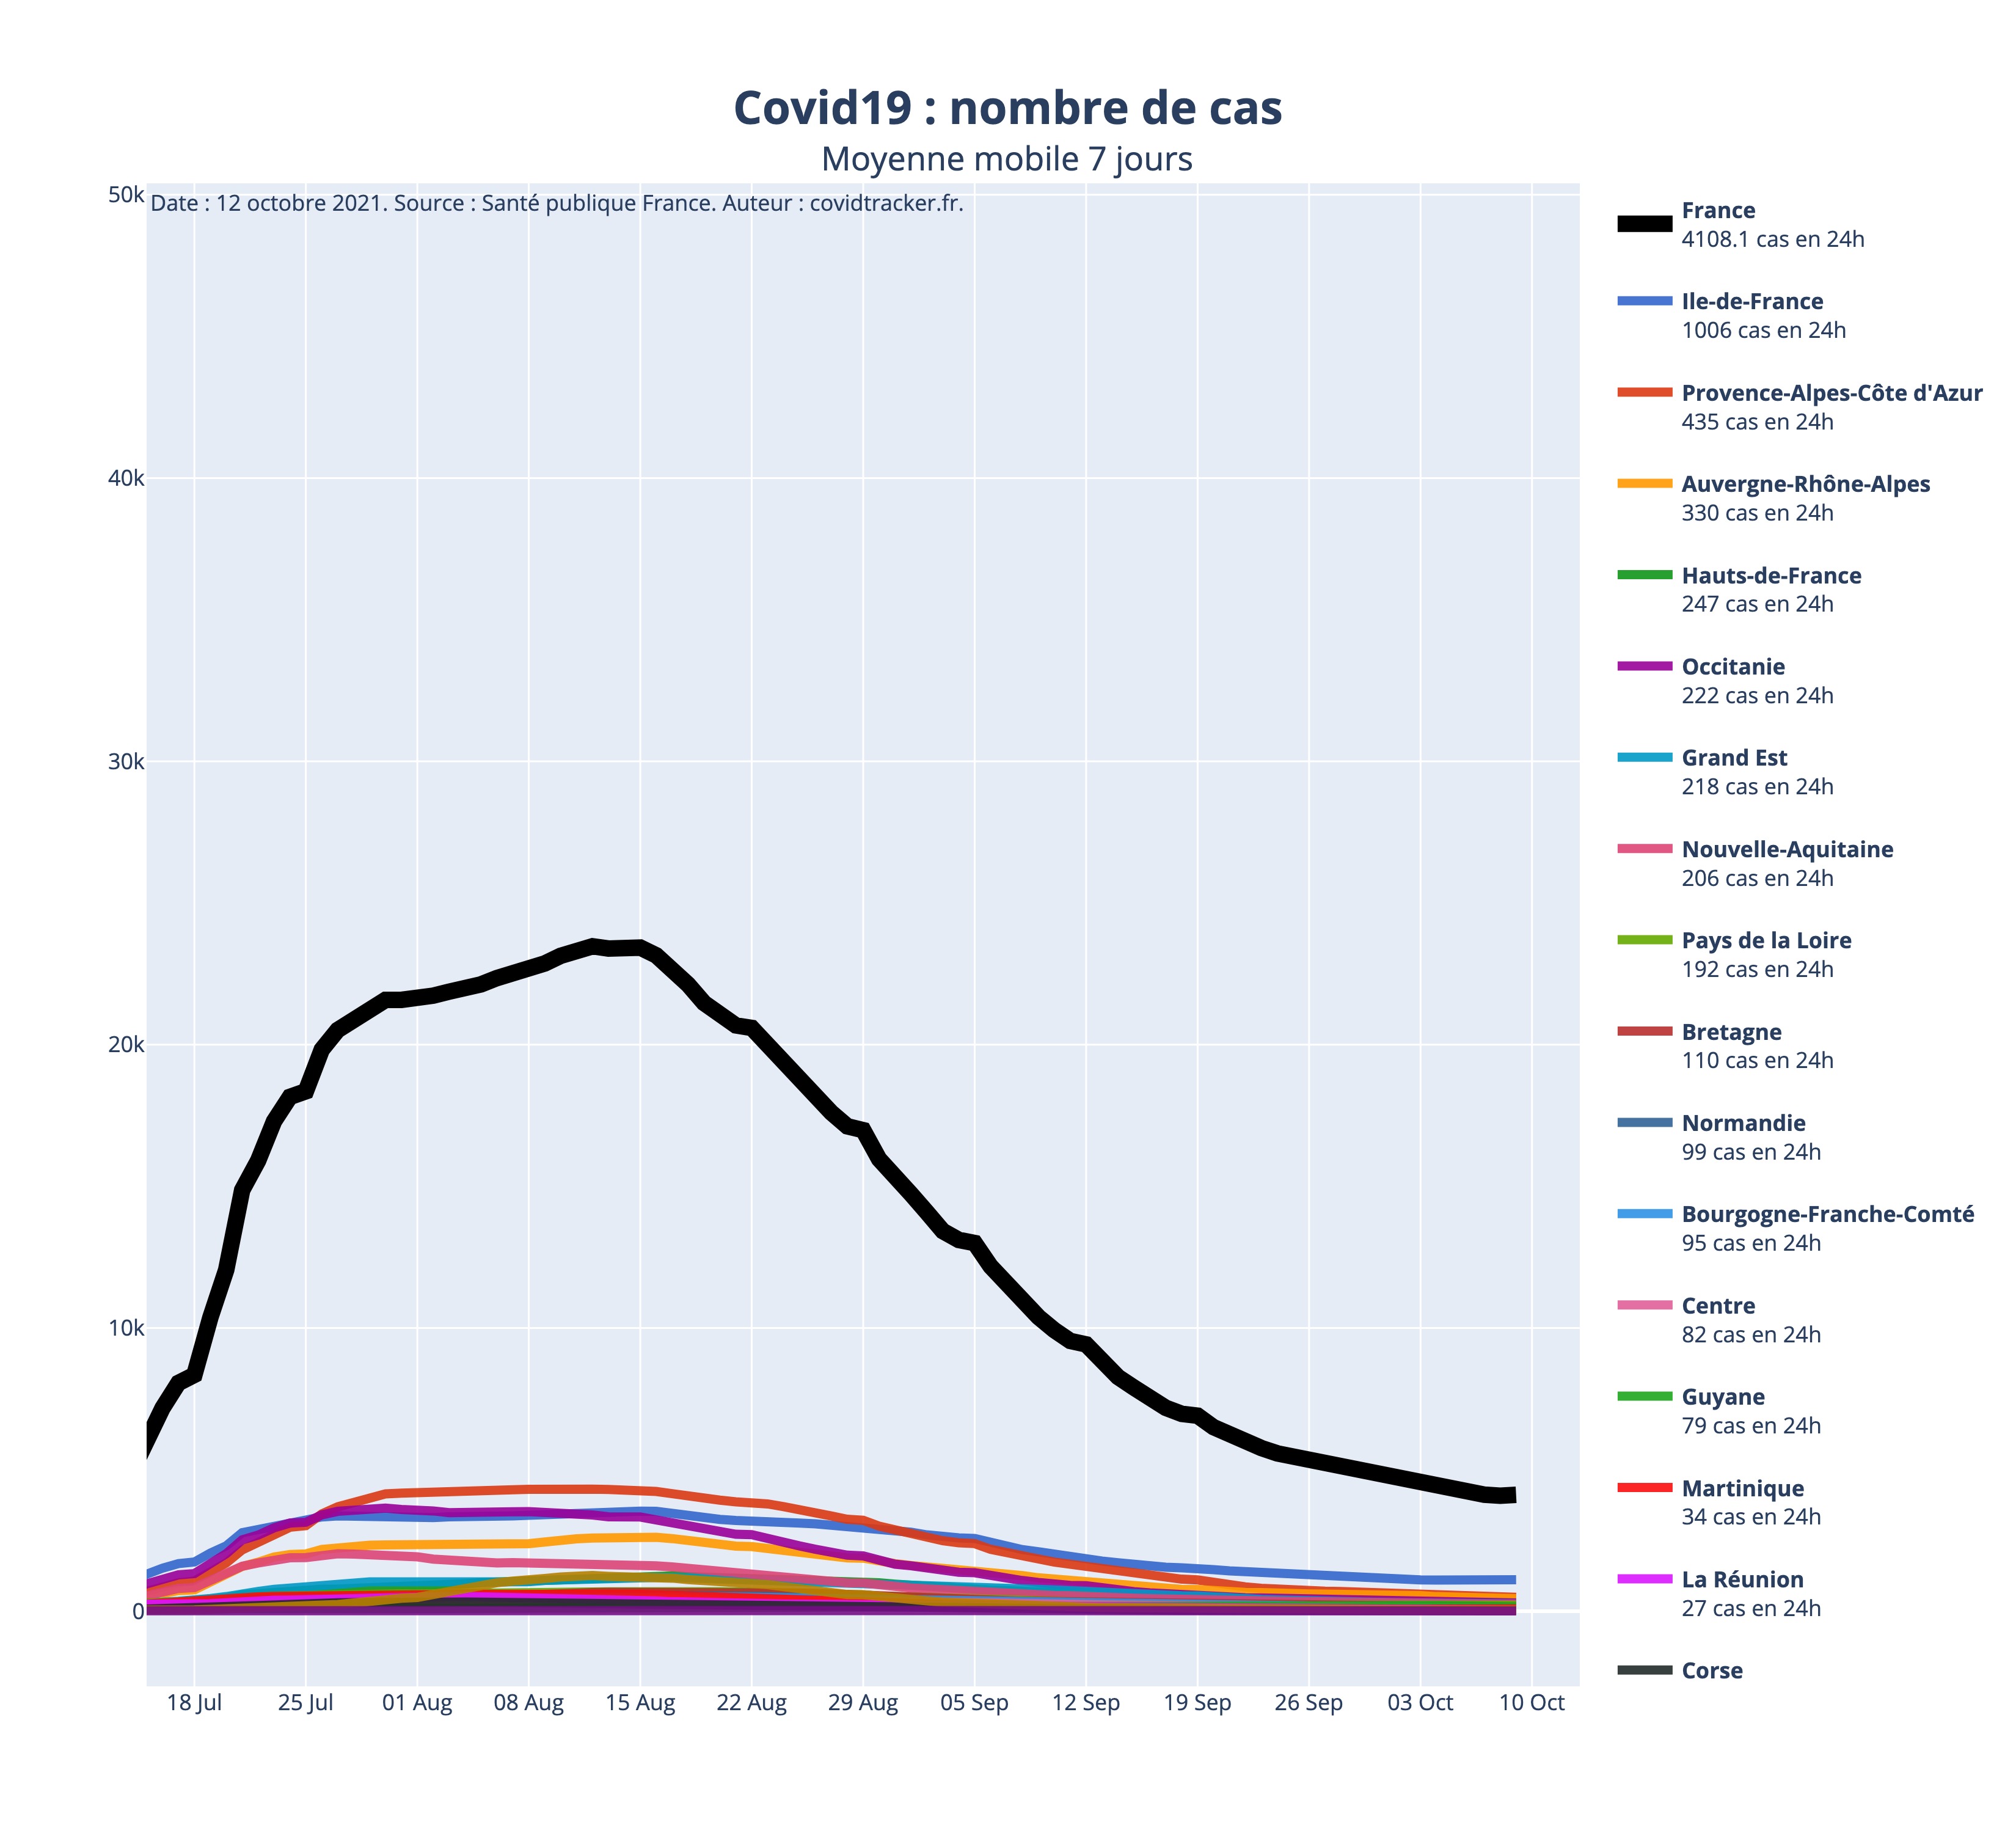 Covid19 : nombre de cas
Moyenne mobile 7 jours
Date : 12 octobre 2021. Source : Santé publique France. Auteur : covidtracker.fr.
50k
40k
30k
20k
10k
0
18 Jul
25 Jul
01 Aug
08 Aug
15 Aug
22 Aug
29 Aug
05 Sep
12 Sep
19 Sep
26 Sep
03 Oct
10 Oct
France
4108.1 cas en 24h
Ile-de-France
1006 cas en 24h
Provence-Alpes-Côte d'Azur
435 cas en 24h
Auvergne-Rhône-Alpes
330 cas en 24h
Hauts-de-France
247 cas en 24h
Occitanie
222 cas en 24h
Grand Est
218 cas en 24h
Nouvelle-Aquitaine
206 cas en 24h
Pays de la Loire
192 cas en 24h
Bretagne
110 cas en 24h
Normandie
99 cas en 24h
Bourgogne-Franche-Comté
95 cas en 24h
Centre
82 cas en 24h
Guyane
79 cas en 24h
Martinique
34 cas en 24h
La Réunion
27 cas en 24h
Corse